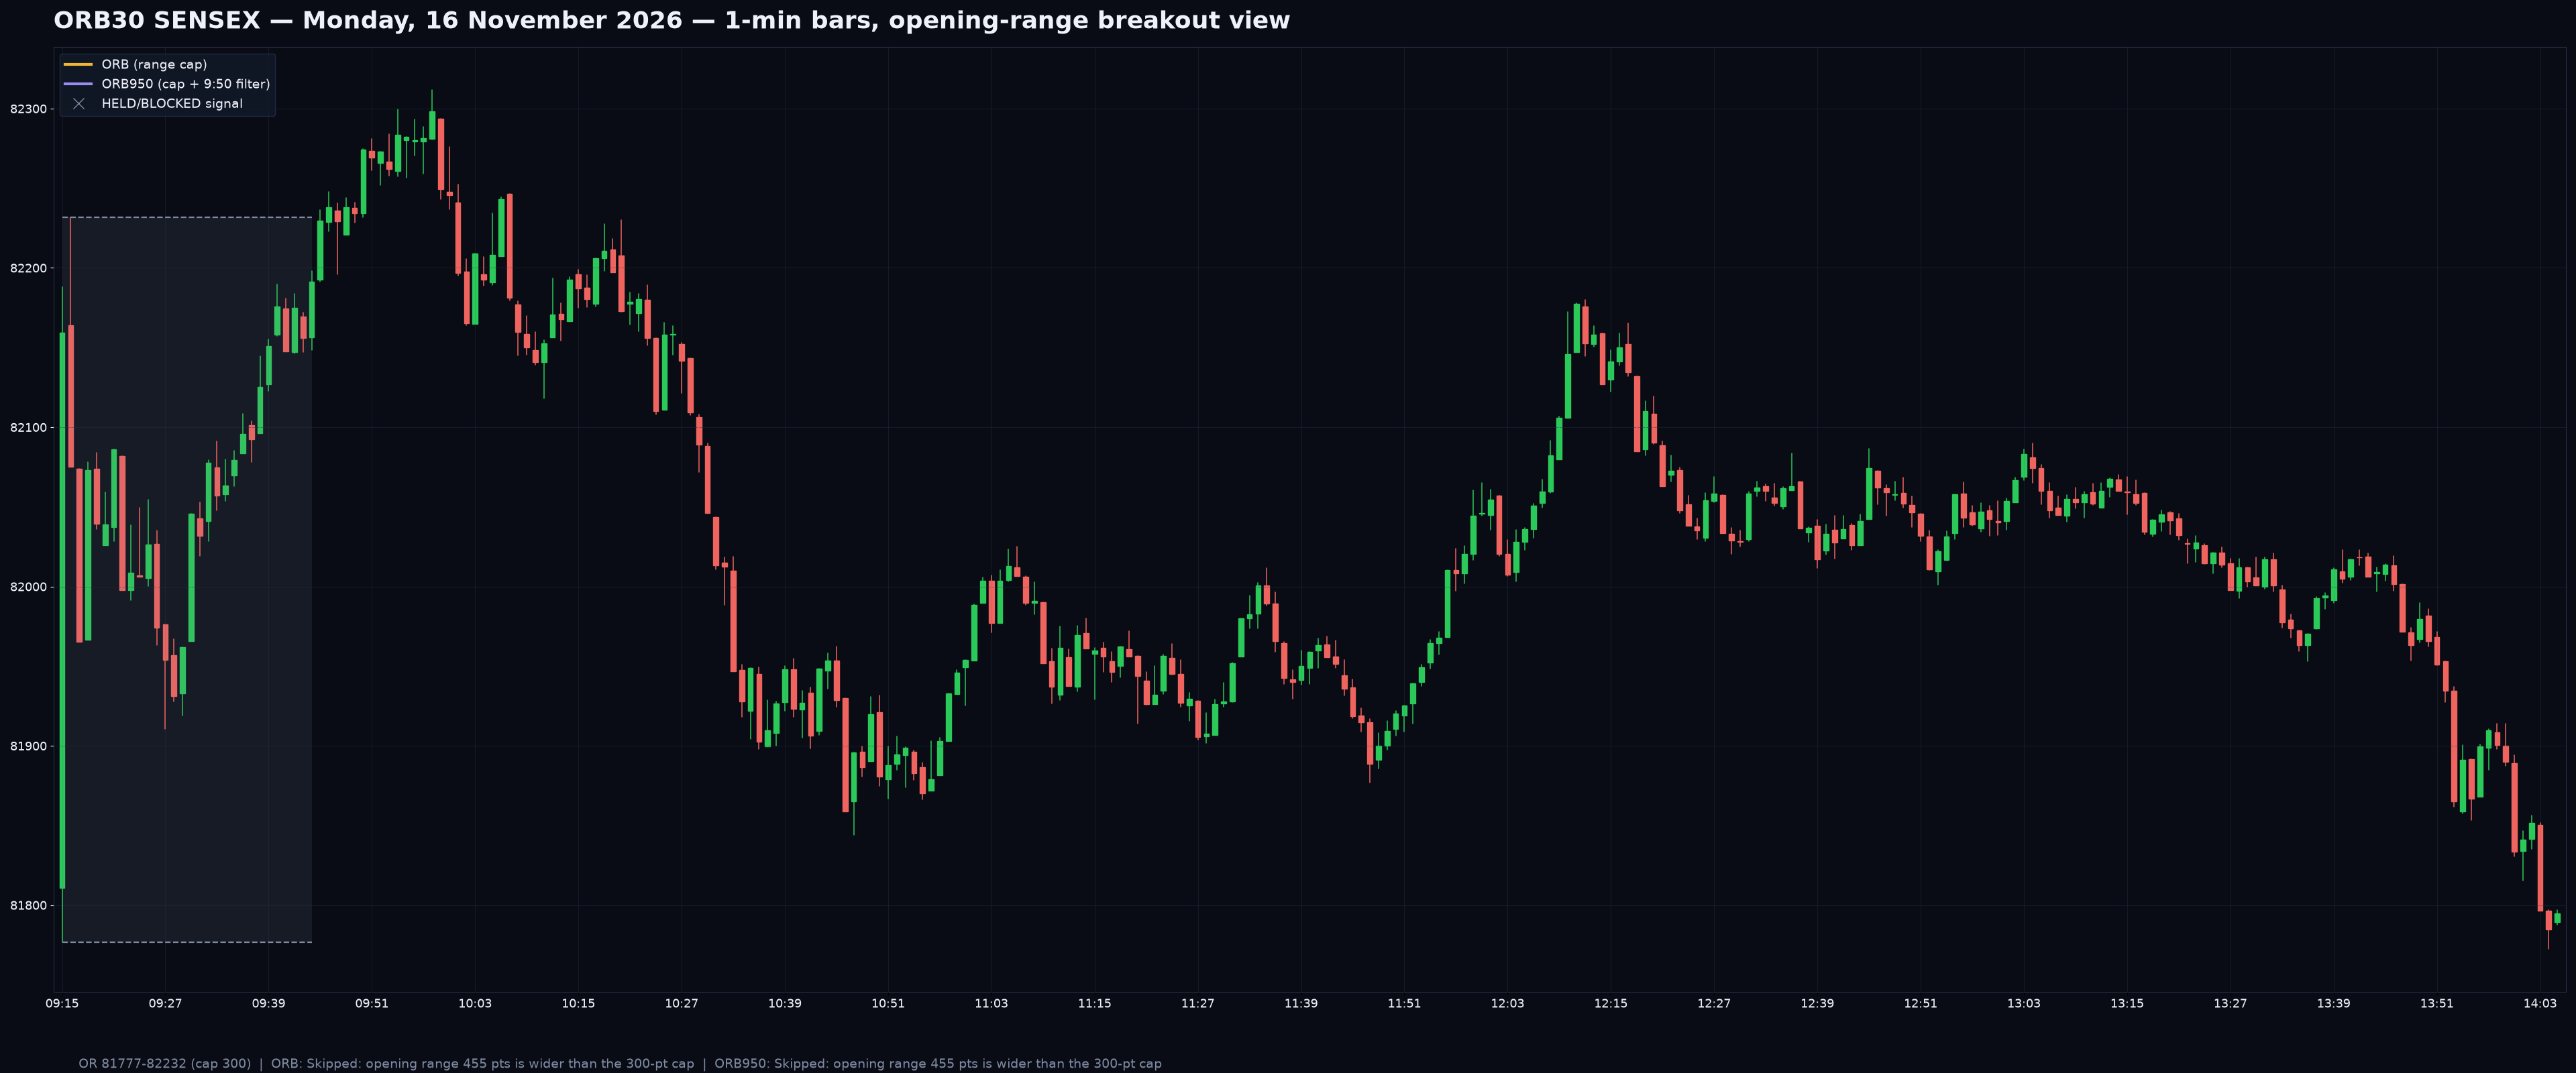 ORB30 SENSEX — Monday, 16 November 2026 — 1-min bars, opening-range breakout view
ORB (range cap)
ORB950 (cap + 9:50 filter)
HELD/BLOCKED signal
82300
82200
82100
82000
81900
81800
09:15 09:27 09:39 09:51 10:03 10:15 10:27 10:39 10:51 11:03 11:15 11:27 11:39 11:51 12:03 12:15 12:27 12:39 12:51 13:03 13:15 13:27 13:39 13:51 14:03
OR 81777-82232 (cap 300) | ORB: Skipped: opening range 455 pts is wider than the 300-pt cap | ORB950: Skipped: opening range 455 pts is wider than the 300-pt cap